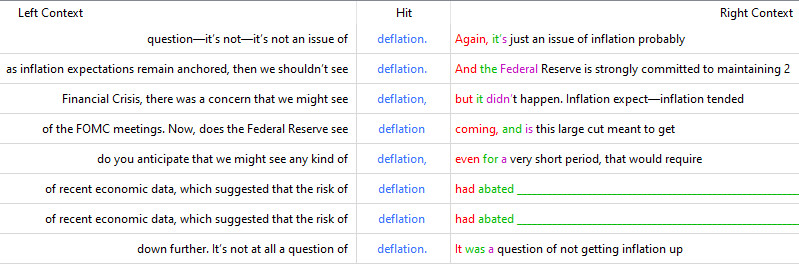 Left Context Hit Right Context
question—it's not—it's not an issue of deflation. Again, it's just an issue of inflation probably
as inflation expectations remain anchored, then we shouldn't see deflation. And the Federal Reserve is strongly committed to maintaining 2
Financial Crisis, there was a concern that we might see deflation, but it didn't happen. Inflation expect—inflation tended
of the FOMC meetings. Now, does the Federal Reserve see deflation coming, and is this large cut meant to get
do you anticipate that we might see any kind of deflation, even for a very short period, that would require
of recent economic data, which suggested that the risk of deflation had abated ____________________________________________
of recent economic data, which suggested that the risk of deflation had abated ____________________________________________
down further. It's not at all a question of deflation. It was a question of not getting inflation up